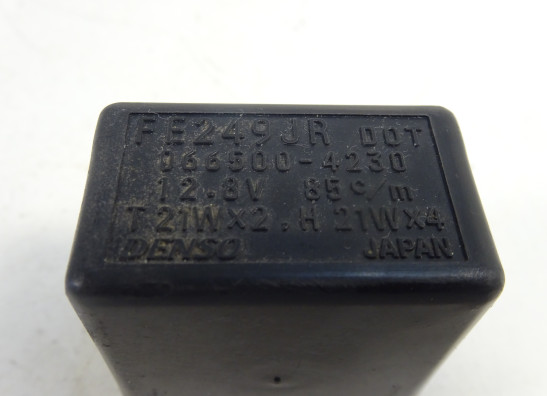 FE249JR DOT
066500-4230
12.8V 85c/m
T 21W×2, H 21W×4
DENSO JAPAN